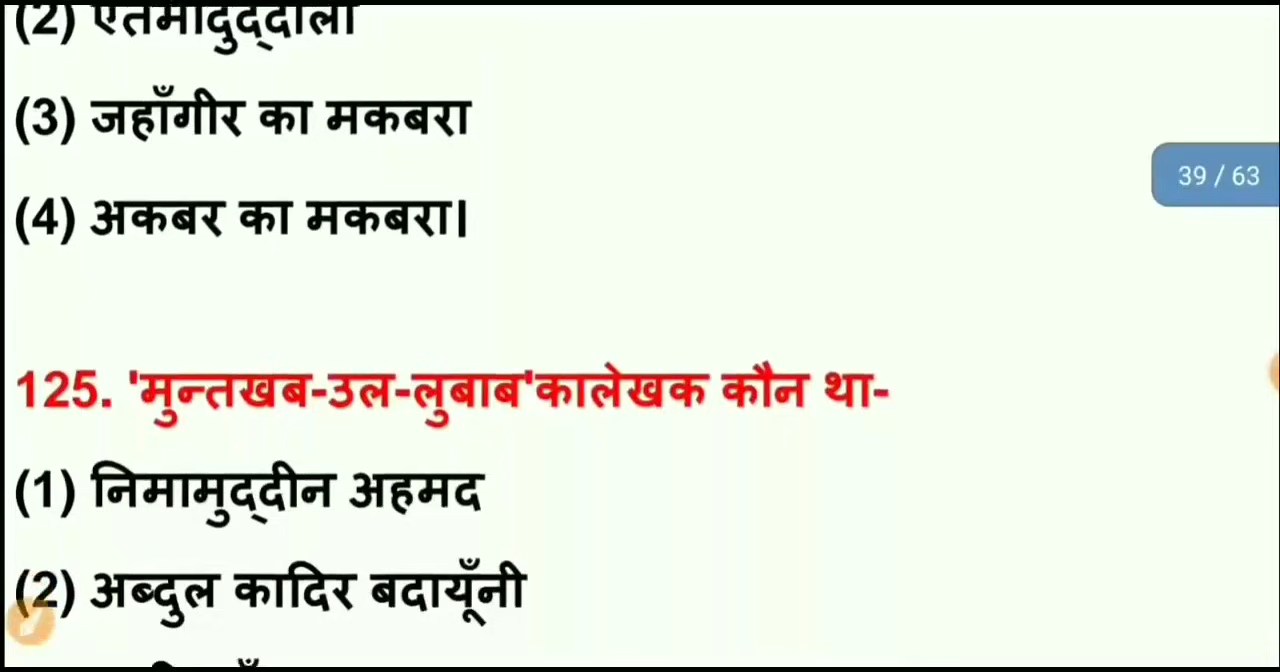 (2) एतमादुद्दौला
(3) जहाँगीर का मकबरा
39 / 63
(4) अकबर का मकबरा।
125. 'मुन्तखब-उल-लुबाब'कालेखक कौन था-
(1) निमामुद्दीन अहमद
(2) अब्दुल कादिर बदायूँनी